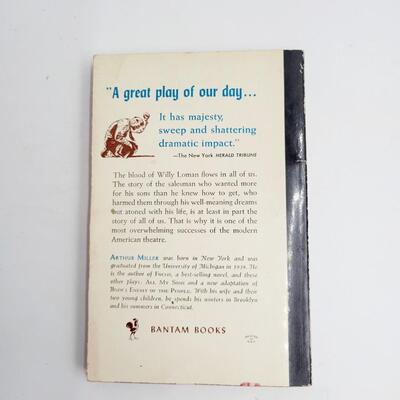 "A great play of our day...
It has majesty,
sweep and shattering
dramatic impact."
—The New York HERALD TRIBUNE
The blood of Willy Loman flows in all of us.
The story of the salesman who wanted more
for his sons than he knew how to get, who
harmed them through his well-meaning dreams
but atoned with his life, is at least in part the
story of all of us. That is why it is one of the
most overwhelming successes of the modern
American theatre.
ARTHUR MILLER was born in New York and was
graduated from the University of Michigan in 1938. He
is the author of FOCUS, a best-selling novel, and these
other plays: ALL MY SONS and a new adaptation of
IBSEN'S ENEMY OF THE PEOPLE. With his wife and their
two young children, he spends his winters in Brooklyn
and his summers in Connecticut.
BANTAM BOOKS